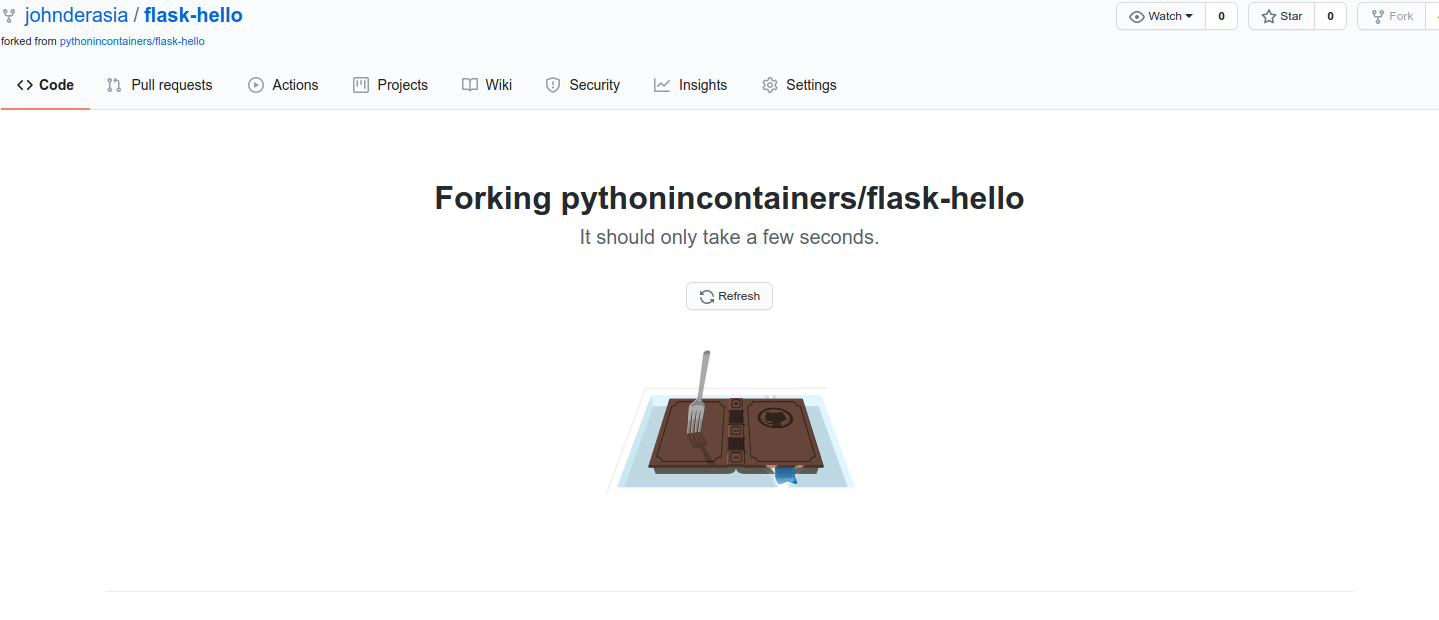 johnderasia / flask-hello
Watch 0 Star 0 Fork
forked from pythonincontainers/flask-hello
Code Pull requests Actions Projects Wiki Security Insights Settings
Forking pythonincontainers/flask-hello
It should only take a few seconds.
Refresh